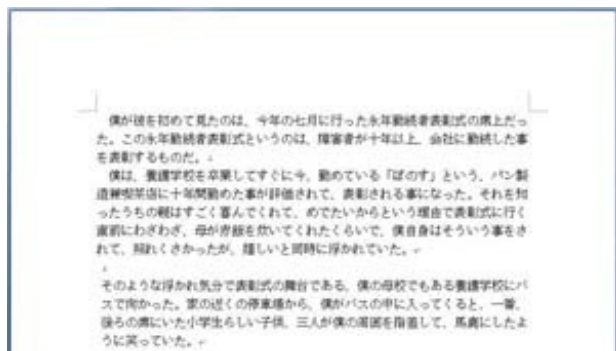 僕が彼を初めて見たのは、今年の七月に行った永年勤続者表彰式の席上だっ
た。この永年勤続者表彰式というのは、障害者が十年以上、会社に勤続した事
を表彰するものだ。
僕は、養護学校を卒業してすぐに今、勤めている「ぱのす」という、パン製
造兼喫茶店に十年間勤めた事が評価されて、表彰される事になった。それを知
ったうちの親はすごく喜んでくれて、めでたいからという理由で表彰式に行く
直前にわざわざ、母が赤飯を炊いてくれたくらいで、僕自身はそういう事をさ
れて、照れくさかったが、嬉しいと同時に浮かれていた。
そのような浮かれ気分で表彰式の舞台である、僕の母校でもある養護学校にバ
スで向かった。家の近くの停車場から、僕がバスの中に入ってくると、一番、
後らの席にいた小学生らしい子供、三人が僕の周囲を指差して、馬鹿にしたよ
うに笑っていた。